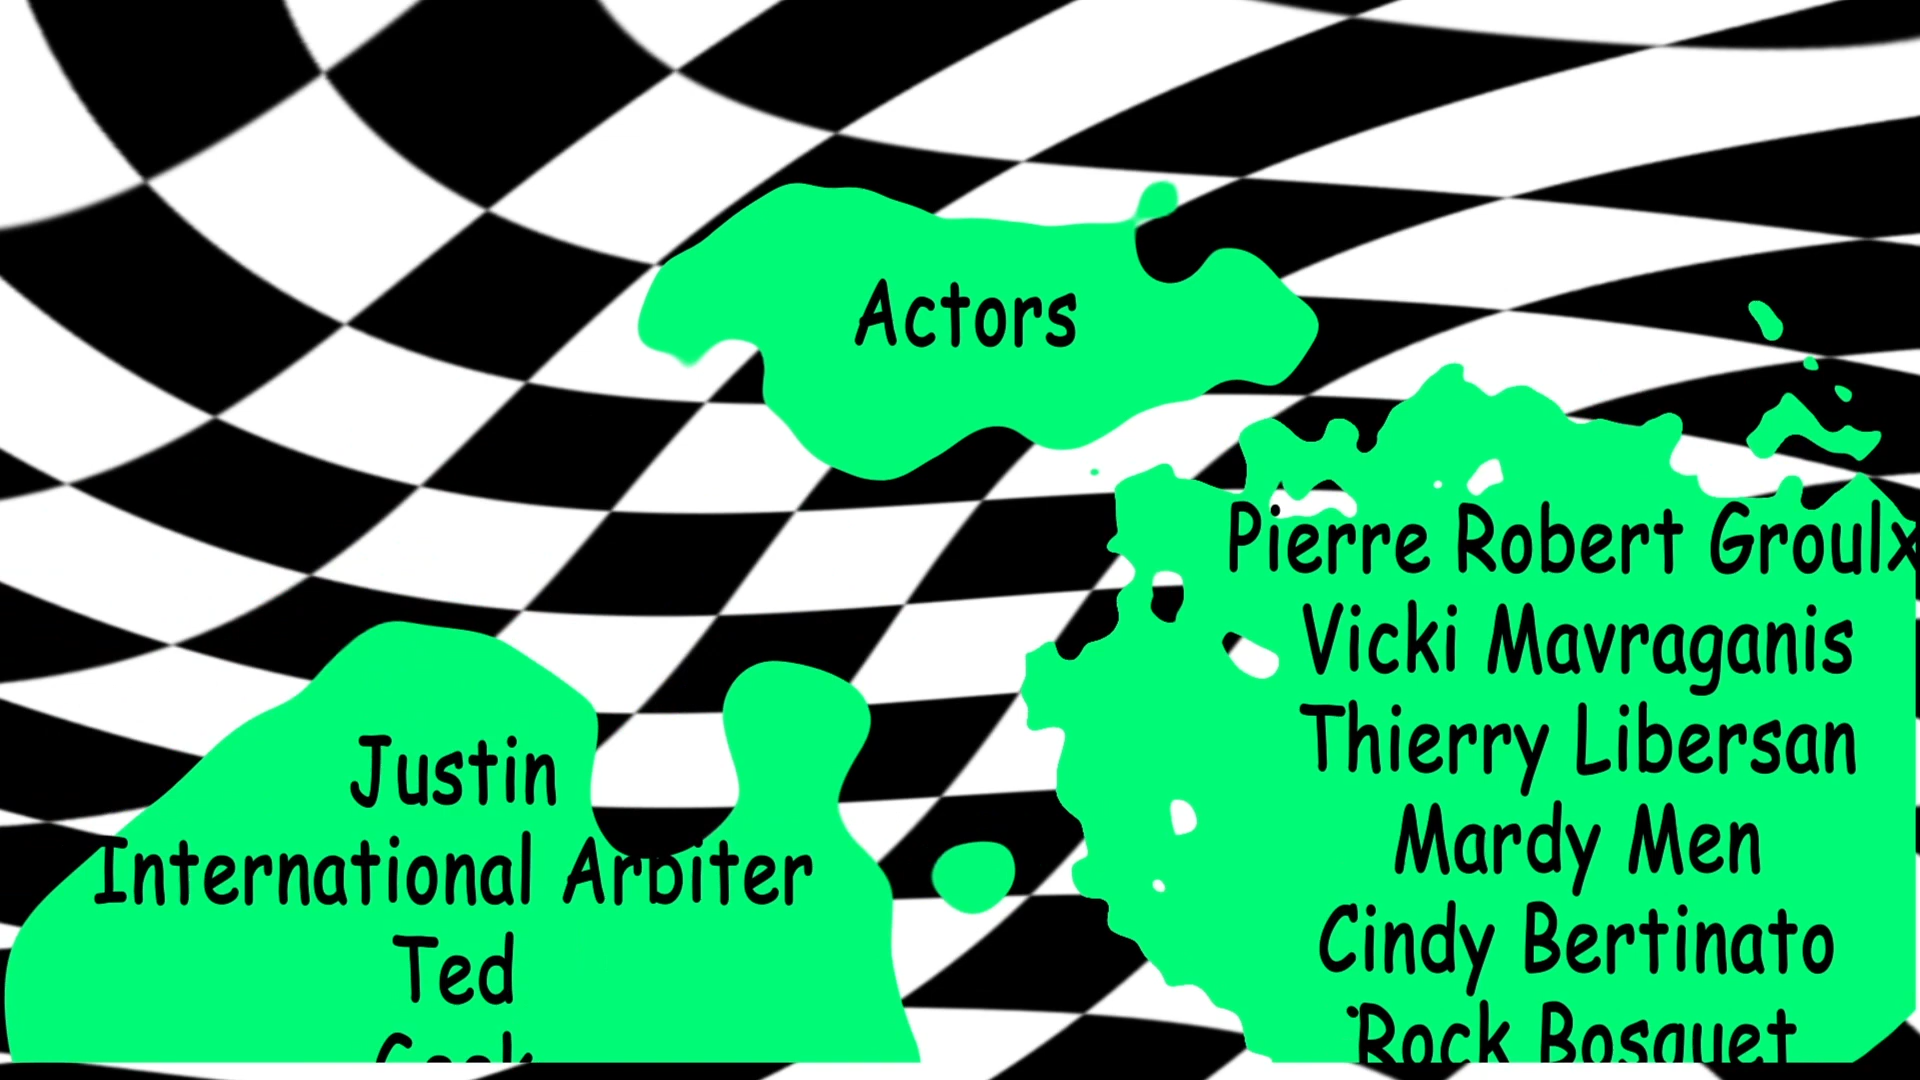 Actors
Justin
International Arbiter
Ted
Pierre Robert Groulx
Vicki Mavraganis
Thierry Libersan
Mardy Men
Cindy Bertinato
Rock Bosquet